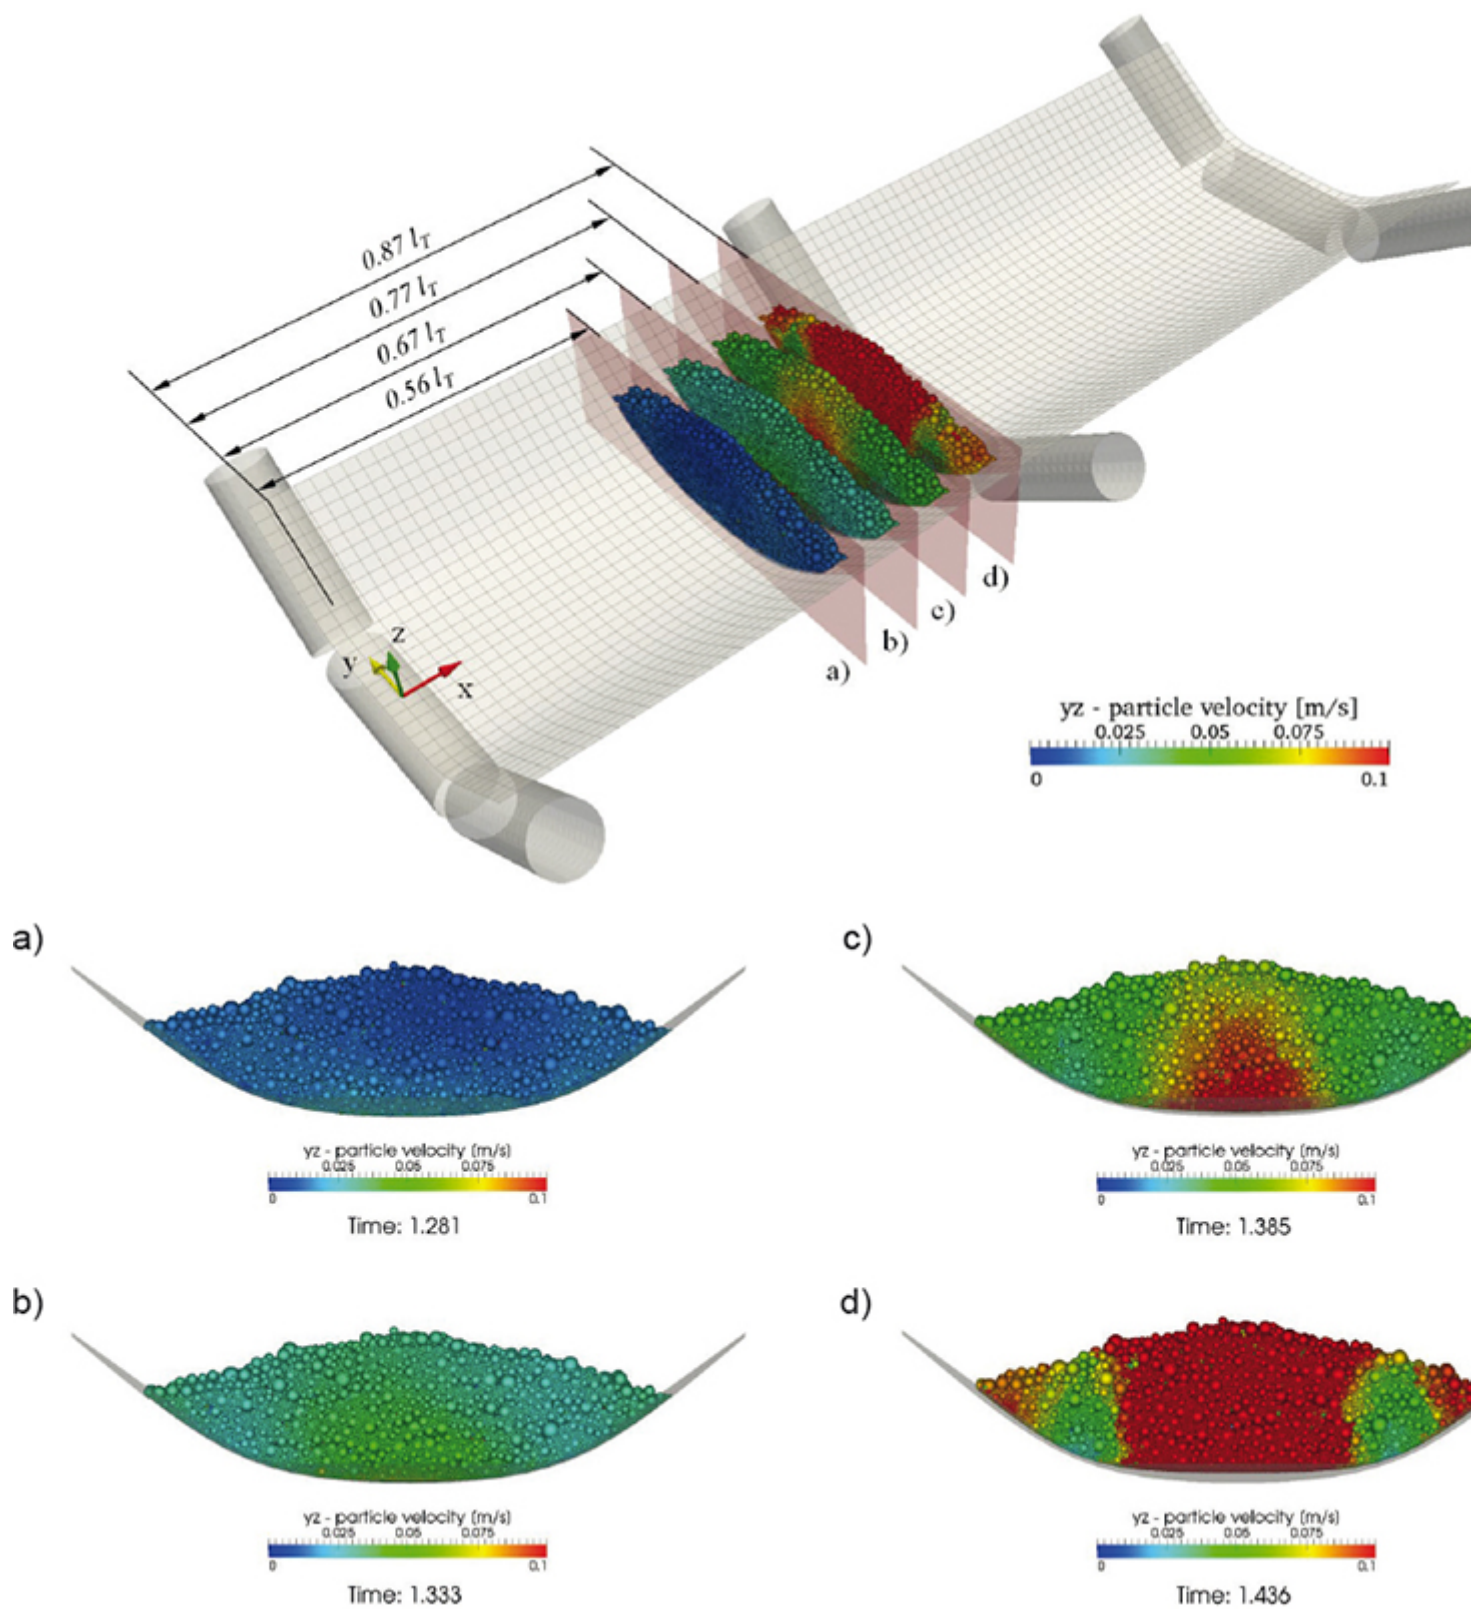 0.87 l_T
0.77 l_T
0.67 l_T
0.56 l_T
z
y
x
a)
b)
c)
d)
yz - particle velocity [m/s]
0.025 0.05 0.075
0 0.1
a)
yz - particle velocity (m/s)
0.025 0.05 0.075
0 0.1
Time: 1.281
c)
yz - particle velocity (m/s)
0.025 0.05 0.075
0 0.1
Time: 1.385
b)
yz - particle velocity (m/s)
0.025 0.05 0.075
0 0.1
Time: 1.333
d)
yz - particle velocity (m/s)
0.025 0.05 0.075
0 0.1
Time: 1.436